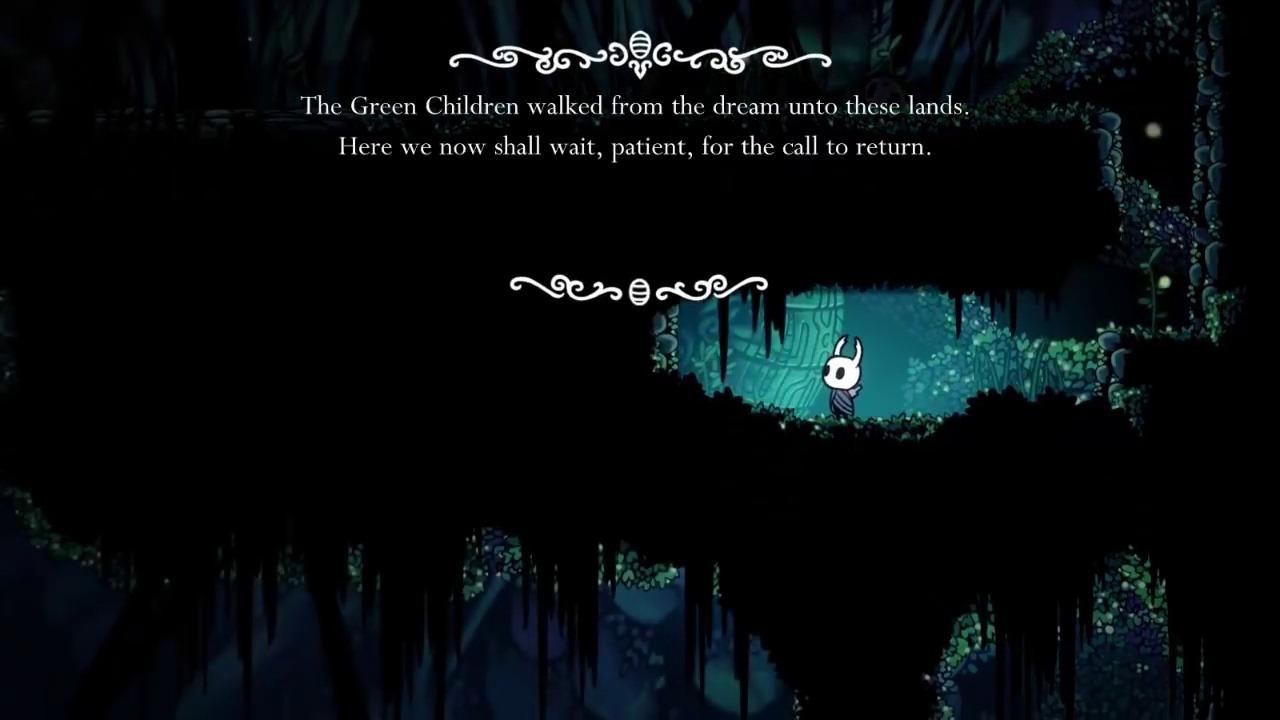 The Green Children walked from the dream unto these lands.
Here we now shall wait, patient, for the call to return.